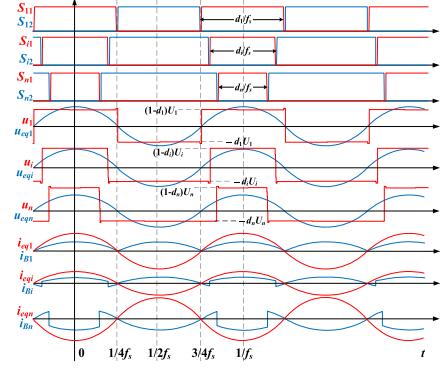 S11
S12
d1/fs
Si1
Si2
di/fs
Sn1
Sn2
dn/fs
(1-d1)U1
u1
ueq1
−d1U1
(1-di)Ui
ui
ueqi
−diUi
(1-dn)Un
un
ueqn
−dnUn
ieq1
iB1
ieqi
iBi
ieqn
iBn
0 1/4fs 1/2fs 3/4fs 1/fs t